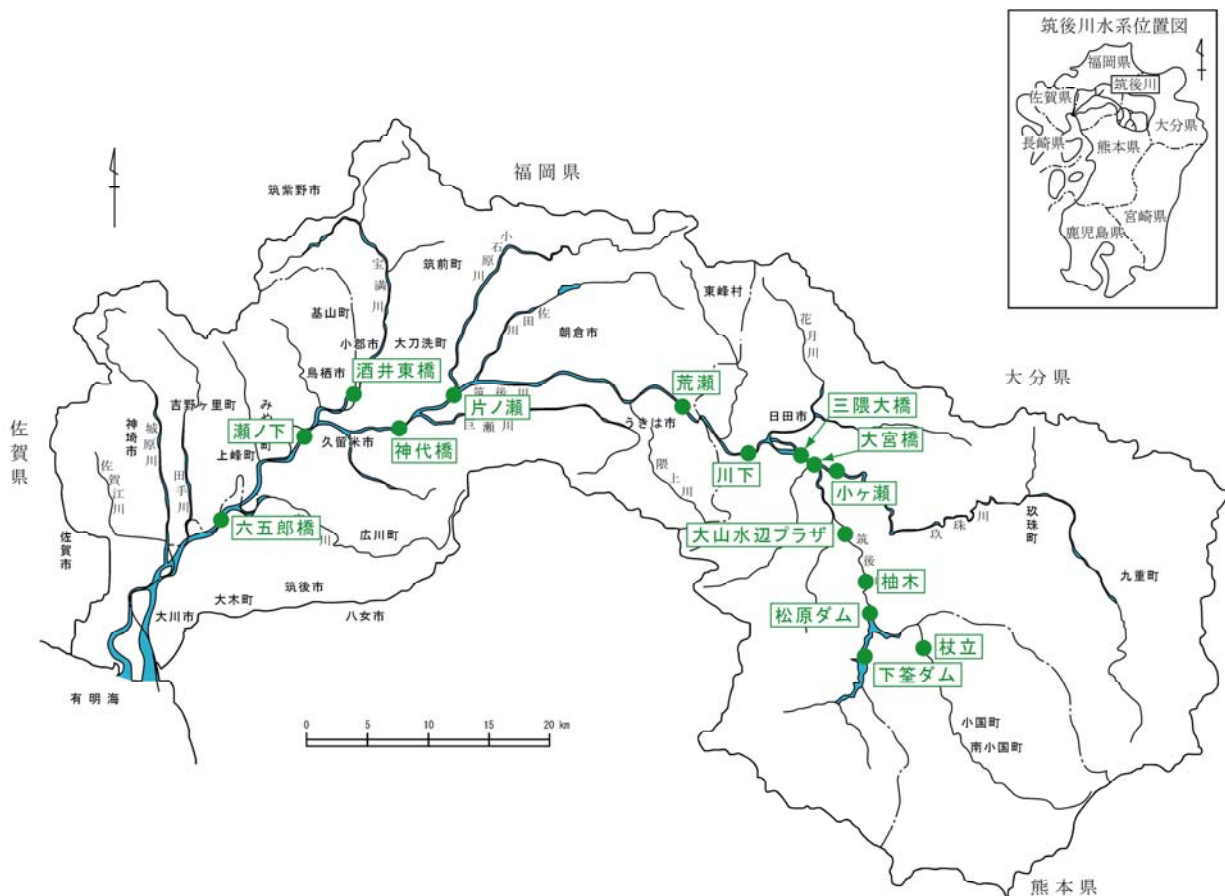 筑後川水系位置図
福岡県
筑後川
佐賀県
大分県
長崎県
熊本県
宮崎県
鹿児島県
福岡県
筑紫野市
宝満川
筑前町
小石原川
基山町
小郡市
大刀洗町
佐田川
朝倉市
東峰村
花月川
大分県
鳥栖市
酒井東橋
荒瀬
三隈大橋
片ノ瀬
日田市
大宮橋
佐賀県
吉野ヶ里町
神埼市
城原川
瀬ノ下
久留米市
神代橋
巨瀬川
うきは市
川下
小ヶ瀬
上峰町
佐賀江川
田手川
隈上川
六五郎橋
広川町
大山水辺プラザ
玖珠川
玖珠町
佐賀市
筑後
柚木
九重町
筑後市
大木町
大川市
八女市
松原ダム
杖立
下筌ダム
有明海
0 5 10 15 20 km
小国町
南小国町
熊本県